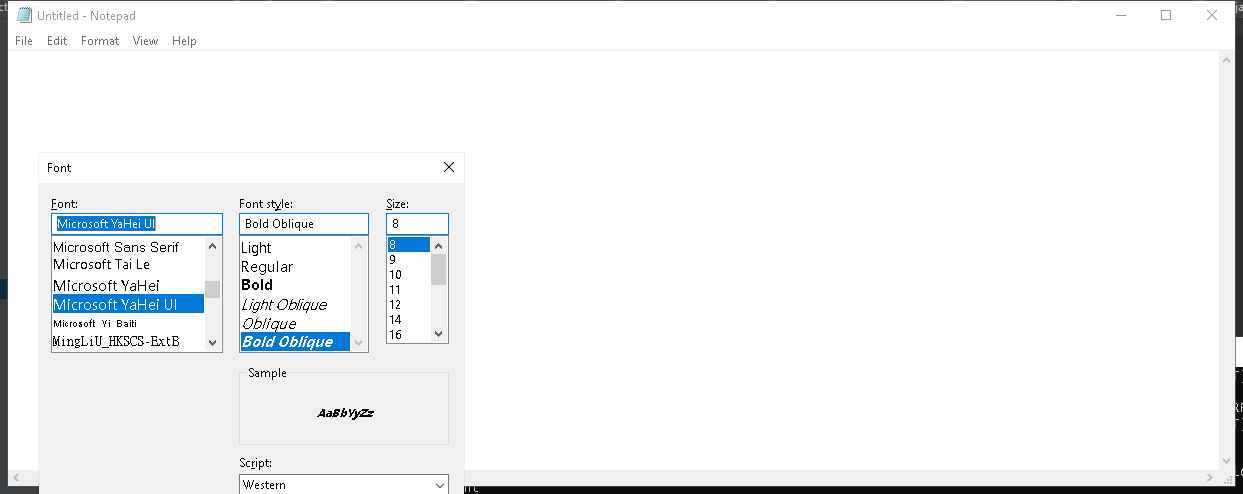 Untitled - Notepad
File Edit Format View Help
Font
Font: Font style: Size:
Microsoft YaHei UI Bold Oblique 8
Microsoft Sans Serif
Microsoft Tai Le
Microsoft YaHei
Microsoft YaHei UI
Microsoft Yi Baiti
MingLiU_HKSCS-ExtB
Light
Regular
Bold
Light Oblique
Oblique
Bold Oblique
8
9
10
11
12
14
16
Sample
AaBbYyZz
Script:
Western